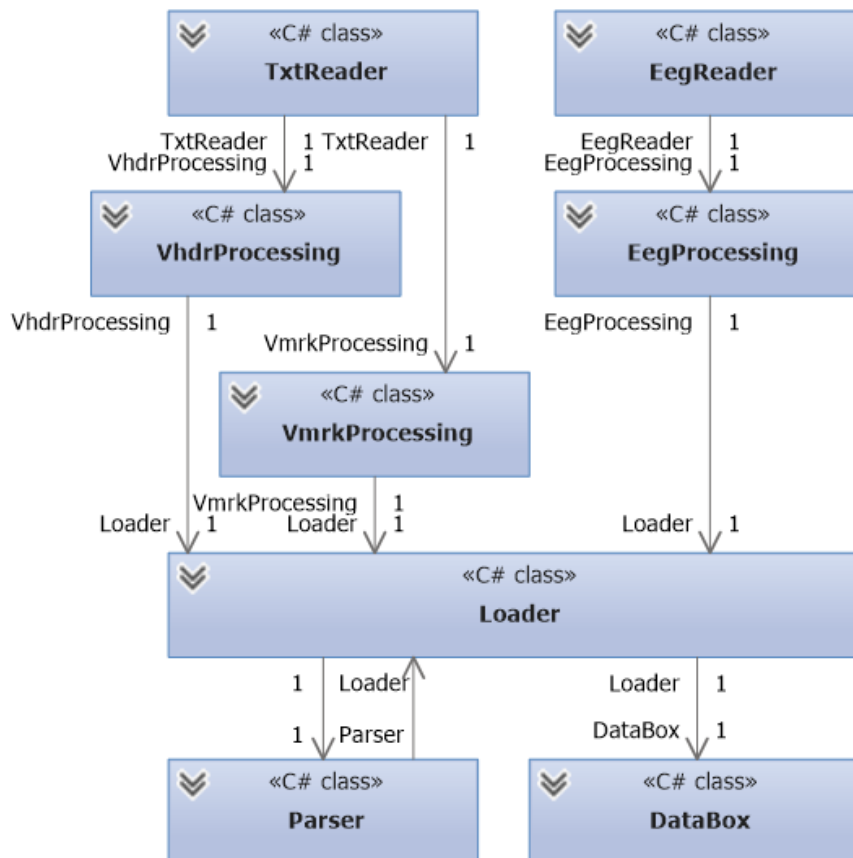 «C# class»
TxtReader
«C# class»
EegReader
TxtReader 1
VhdrProcessing 1
TxtReader 1
EegReader 1
EegProcessing 1
«C# class»
VhdrProcessing
«C# class»
EegProcessing
VhdrProcessing 1
EegProcessing 1
VmrkProcessing 1
«C# class»
VmrkProcessing
VmrkProcessing 1
Loader 1
Loader 1
Loader 1
«C# class»
Loader
1 Loader
Loader 1
1 Parser
DataBox 1
«C# class»
Parser
«C# class»
DataBox